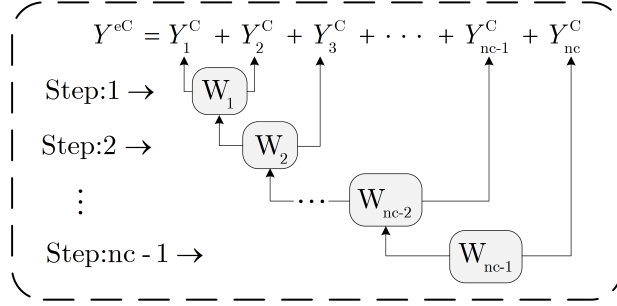 Y^eC = Y_1^C + Y_2^C + Y_3^C + · · · + Y_nc-1^C + Y_nc^C
Step:1 → W_1
Step:2 → W_2
⋮ ··· W_nc-2
Step:nc - 1 → W_nc-1